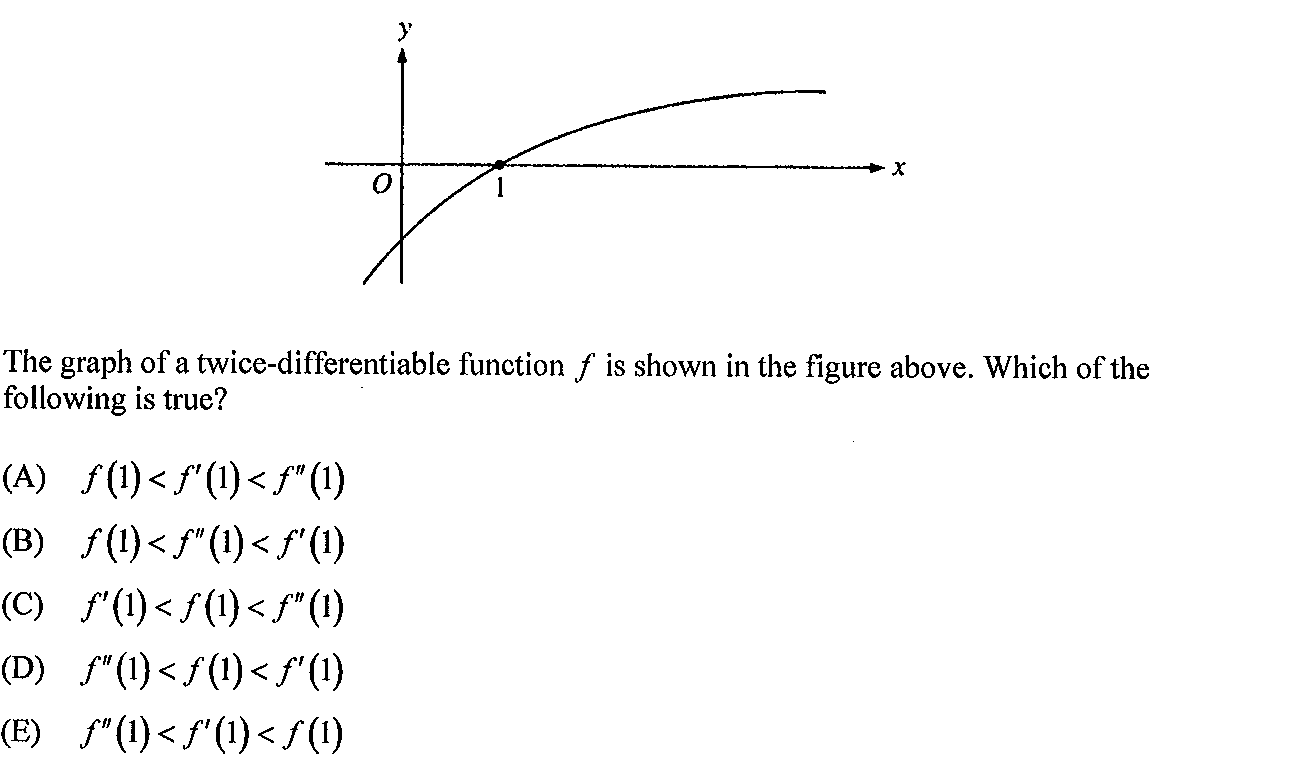 y
x
O
1
The graph of a twice-differentiable function f is shown in the figure above. Which of the
following is true?
(A) f(1) < f′(1) < f″(1)
(B) f(1) < f″(1) < f′(1)
(C) f′(1) < f(1) < f″(1)
(D) f″(1) < f(1) < f′(1)
(E) f″(1) < f′(1) < f(1)